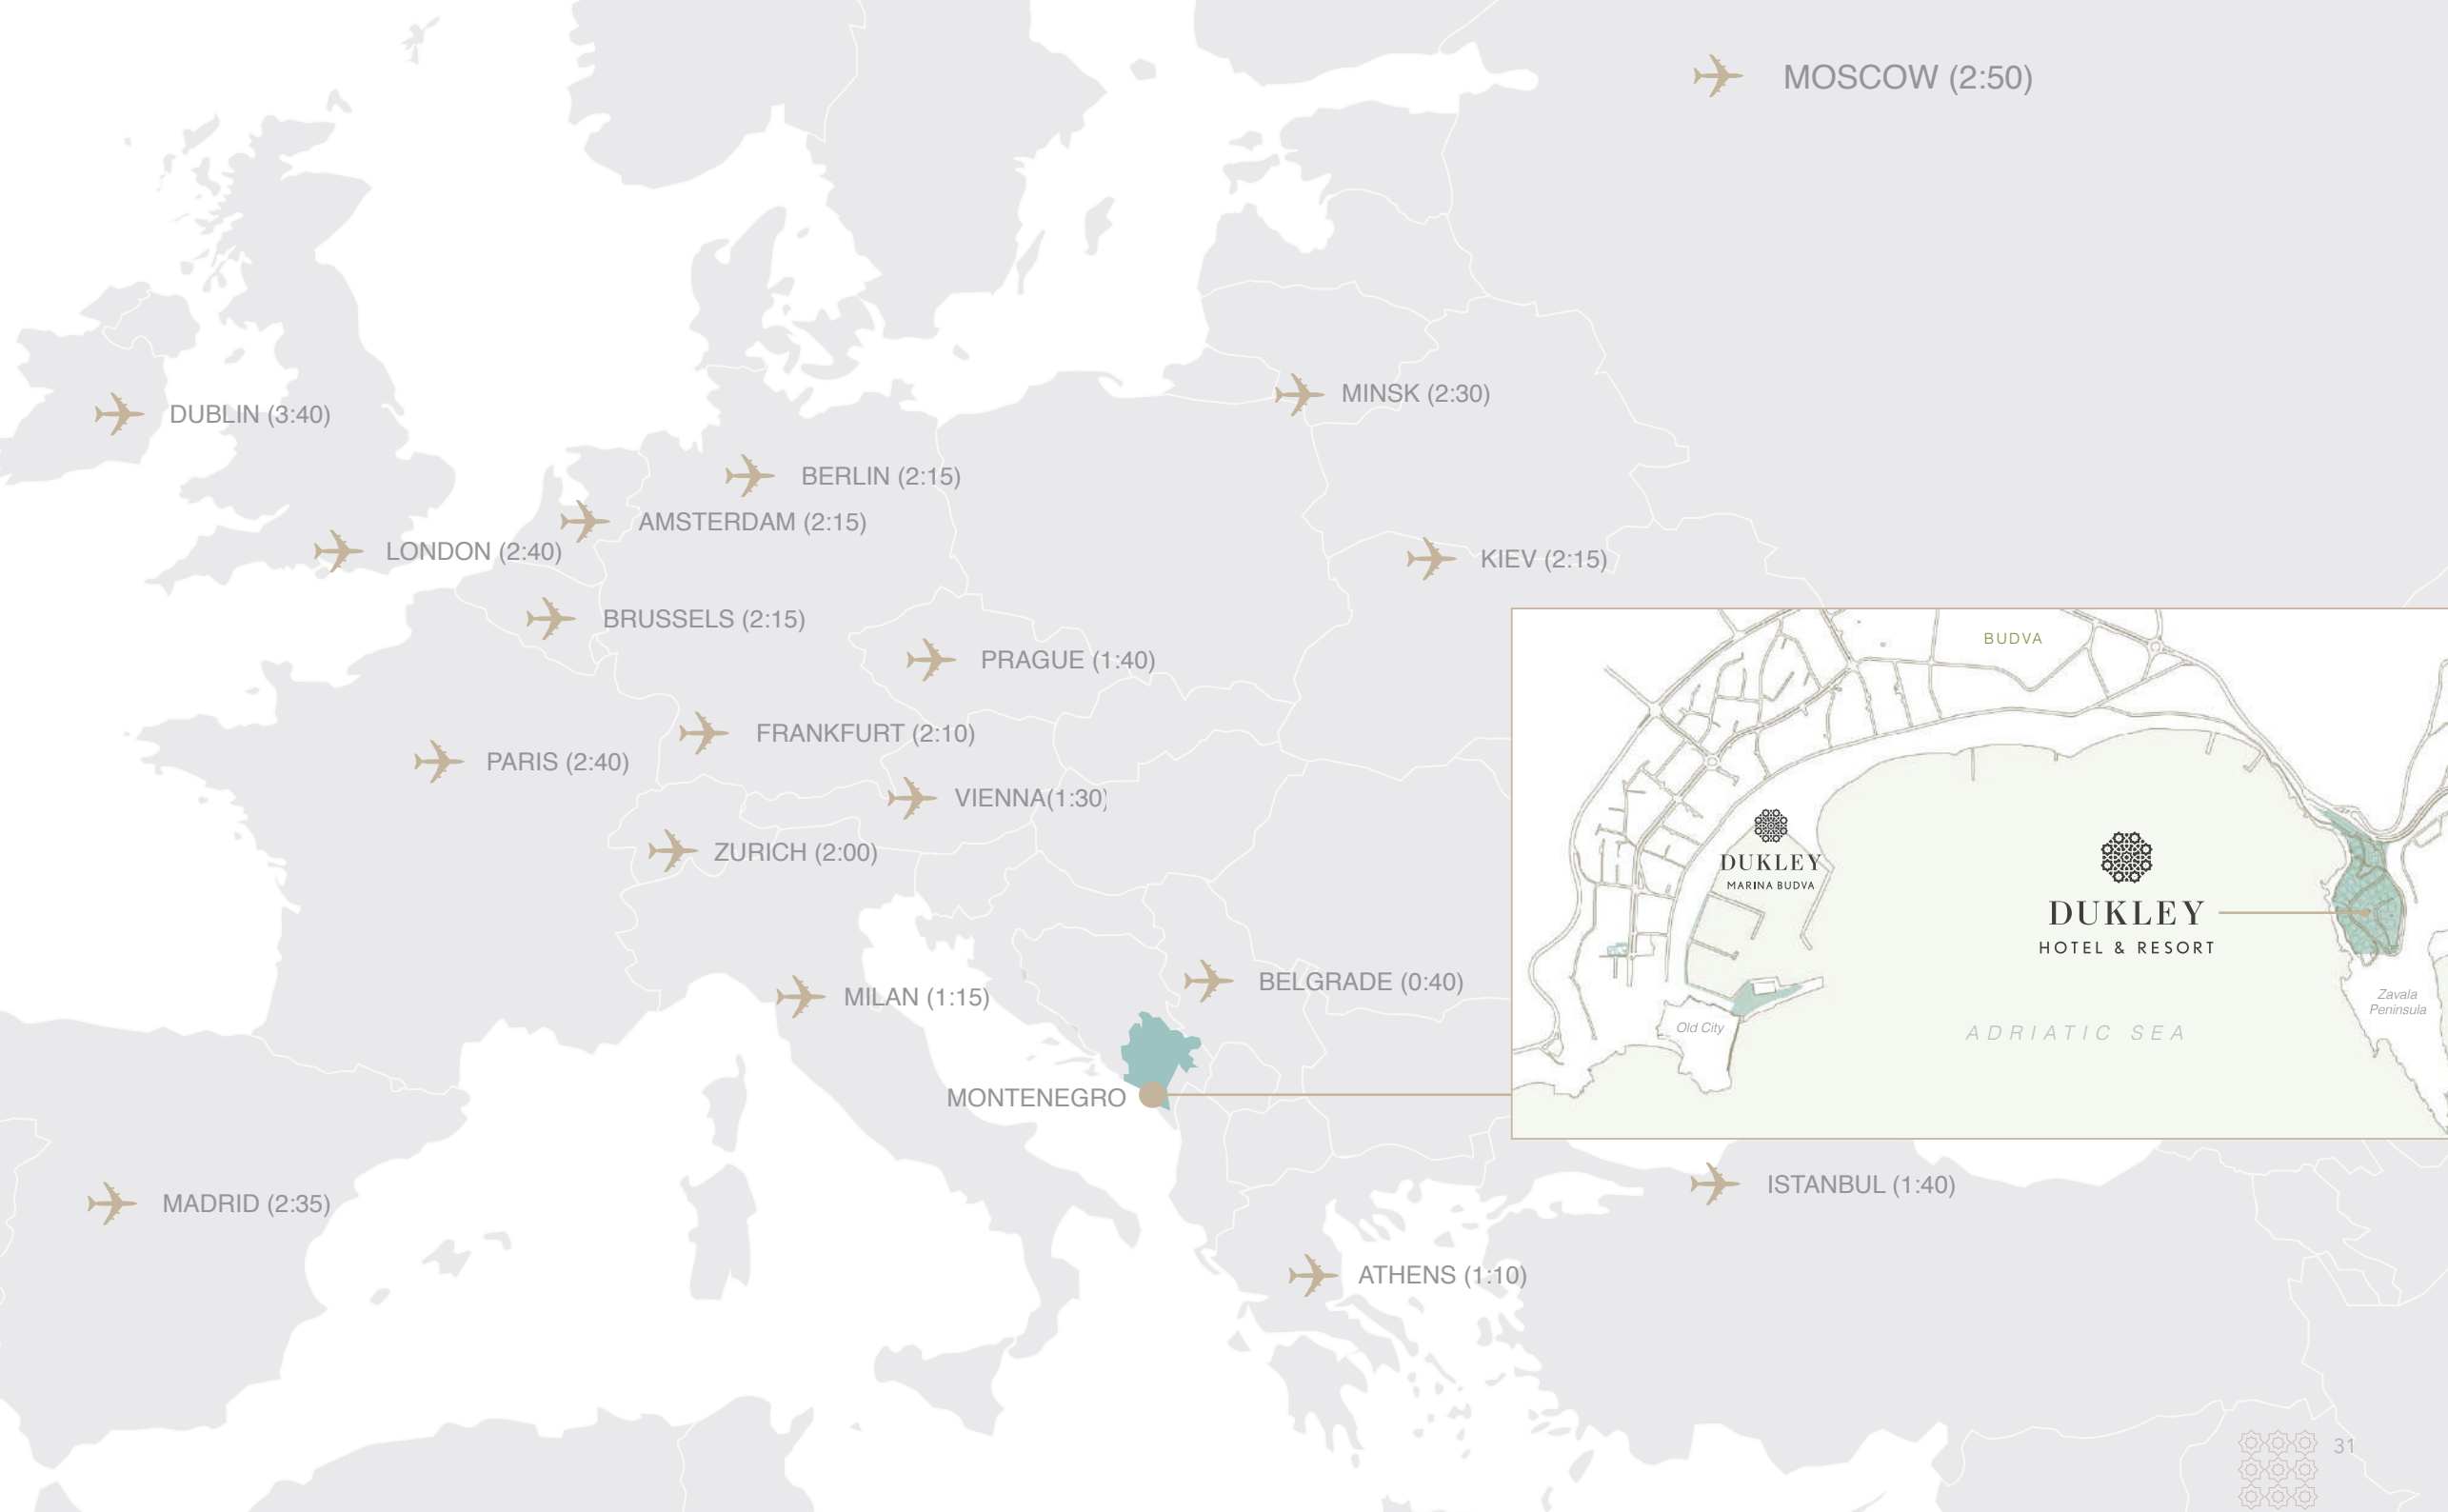 MOSCOW (2:50)
MINSK (2:30)
DUBLIN (3:40)
BERLIN (2:15)
AMSTERDAM (2:15)
LONDON (2:40)
KIEV (2:15)
BRUSSELS (2:15)
PRAGUE (1:40)
FRANKFURT (2:10)
PARIS (2:40)
VIENNA(1:30)
ZURICH (2:00)
BELGRADE (0:40)
MILAN (1:15)
MONTENEGRO
MADRID (2:35)
ISTANBUL (1:40)
ATHENS (1:10)
BUDVA
DUKLEY
MARINA BUDVA
DUKLEY
HOTEL & RESORT
Zavala
Peninsula
Old City
ADRIATIC SEA
31